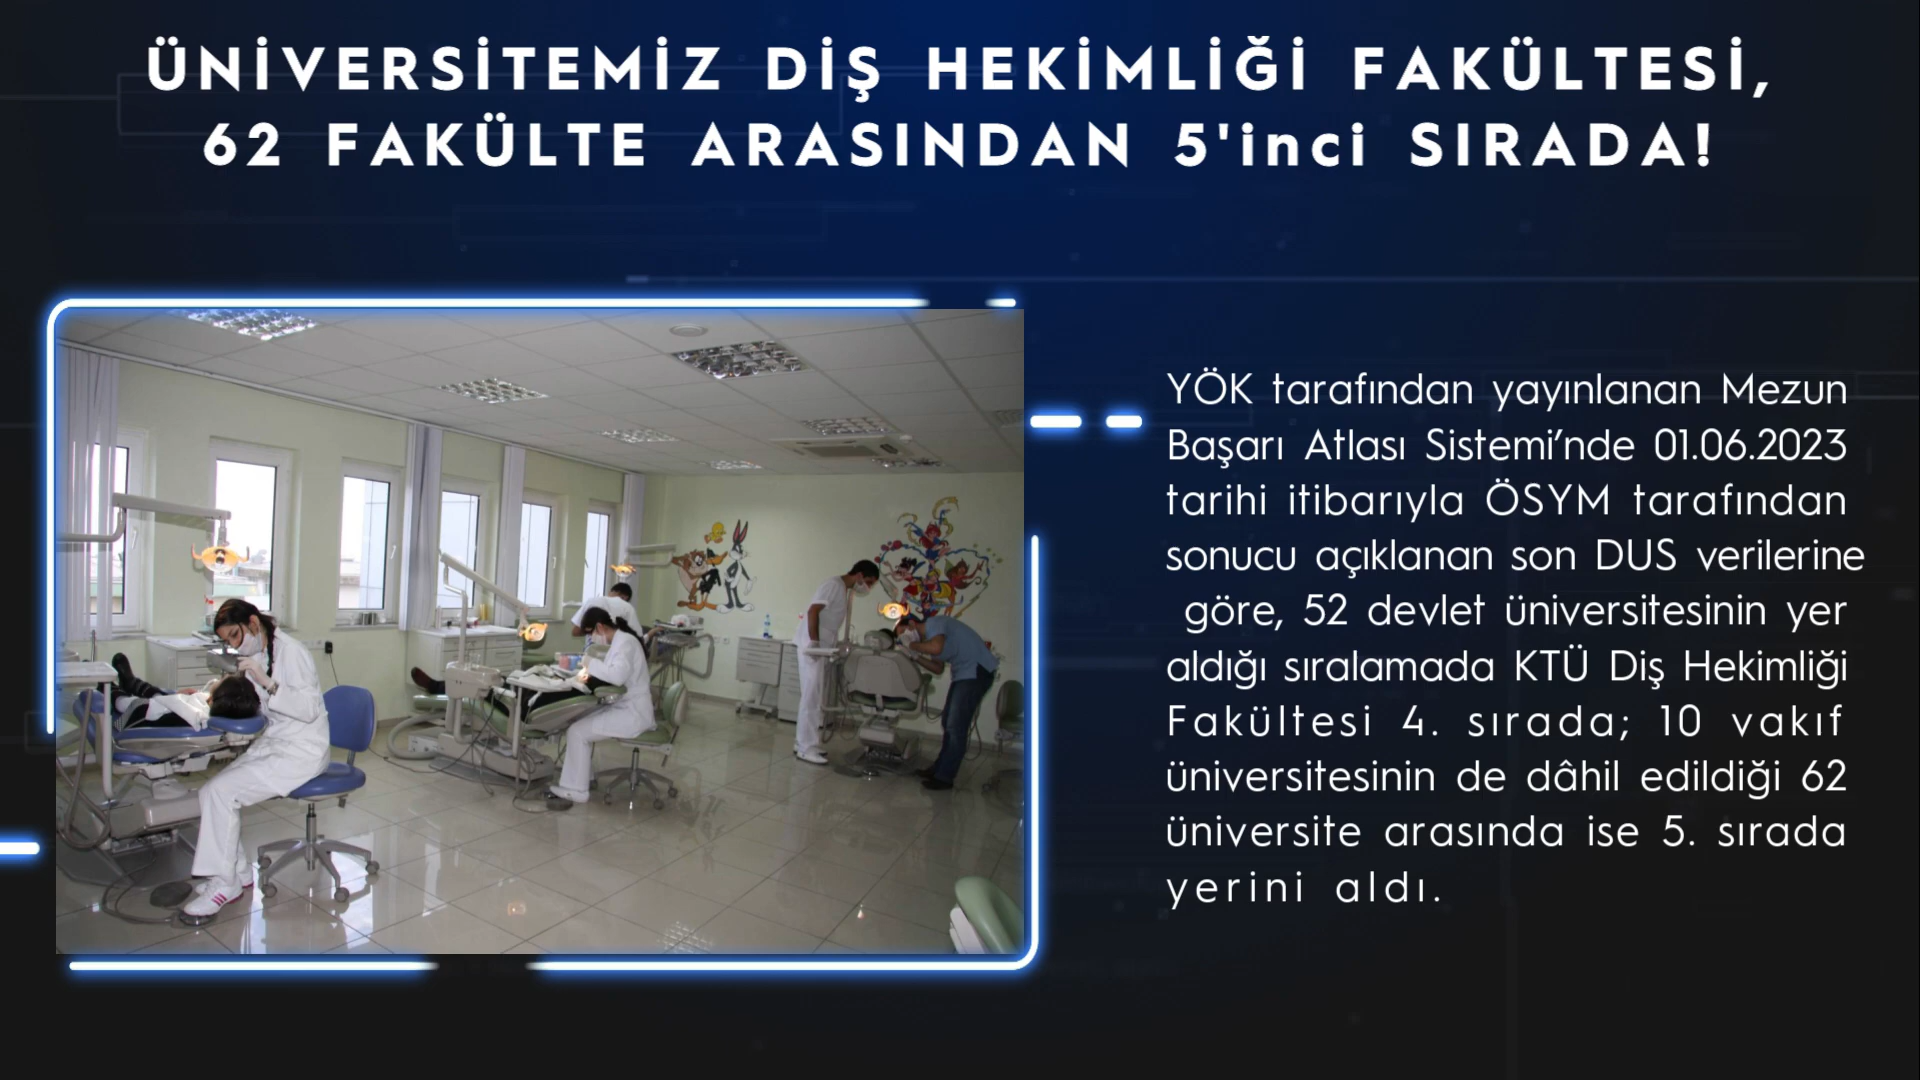 ÜNİVERSİTEMİZ DİŞ HEKİMLİĞİ FAKÜLTESİ,
62 FAKÜLTE ARASINDAN 5'inci SIRADA!
YÖK tarafından yayınlanan Mezun
Başarı Atlası Sistemi’nde 01.06.2023
tarihi itibarıyla ÖSYM tarafından
sonucu açıklanan son DUS verilerine
göre, 52 devlet üniversitesinin yer
aldığı sıralamada KTÜ Diş Hekimliği
Fakültesi 4. sırada; 10 vakıf
üniversitesinin de dâhil edildiği 62
üniversite arasında ise 5. sırada
yerini aldı.